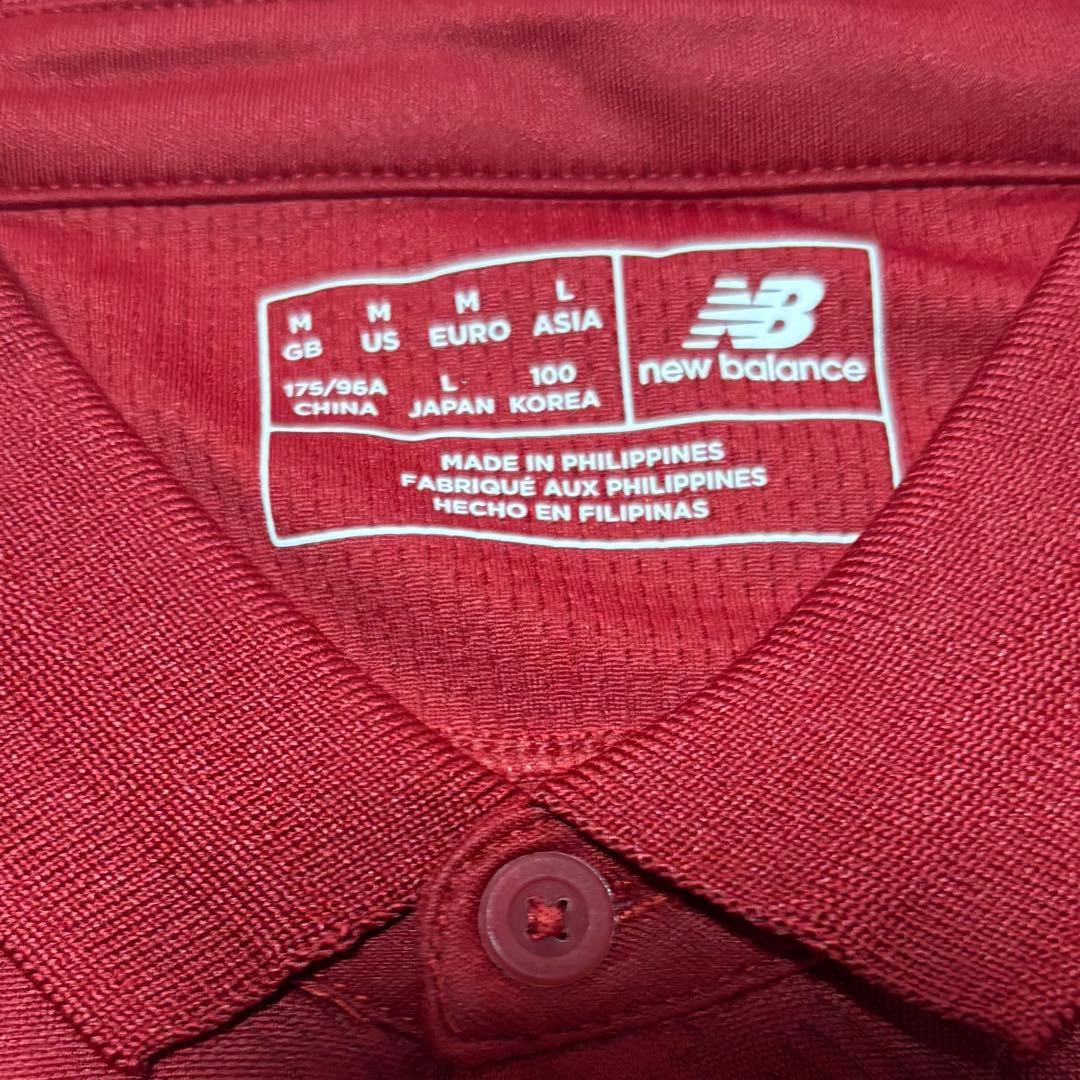 M M M L
GB US EURO ASIA
175/96A L 100
CHINA JAPAN KOREA
NB
new balance
MADE IN PHILIPPINES
FABRIQUÉ AUX PHILIPPINES
HECHO EN FILIPINAS